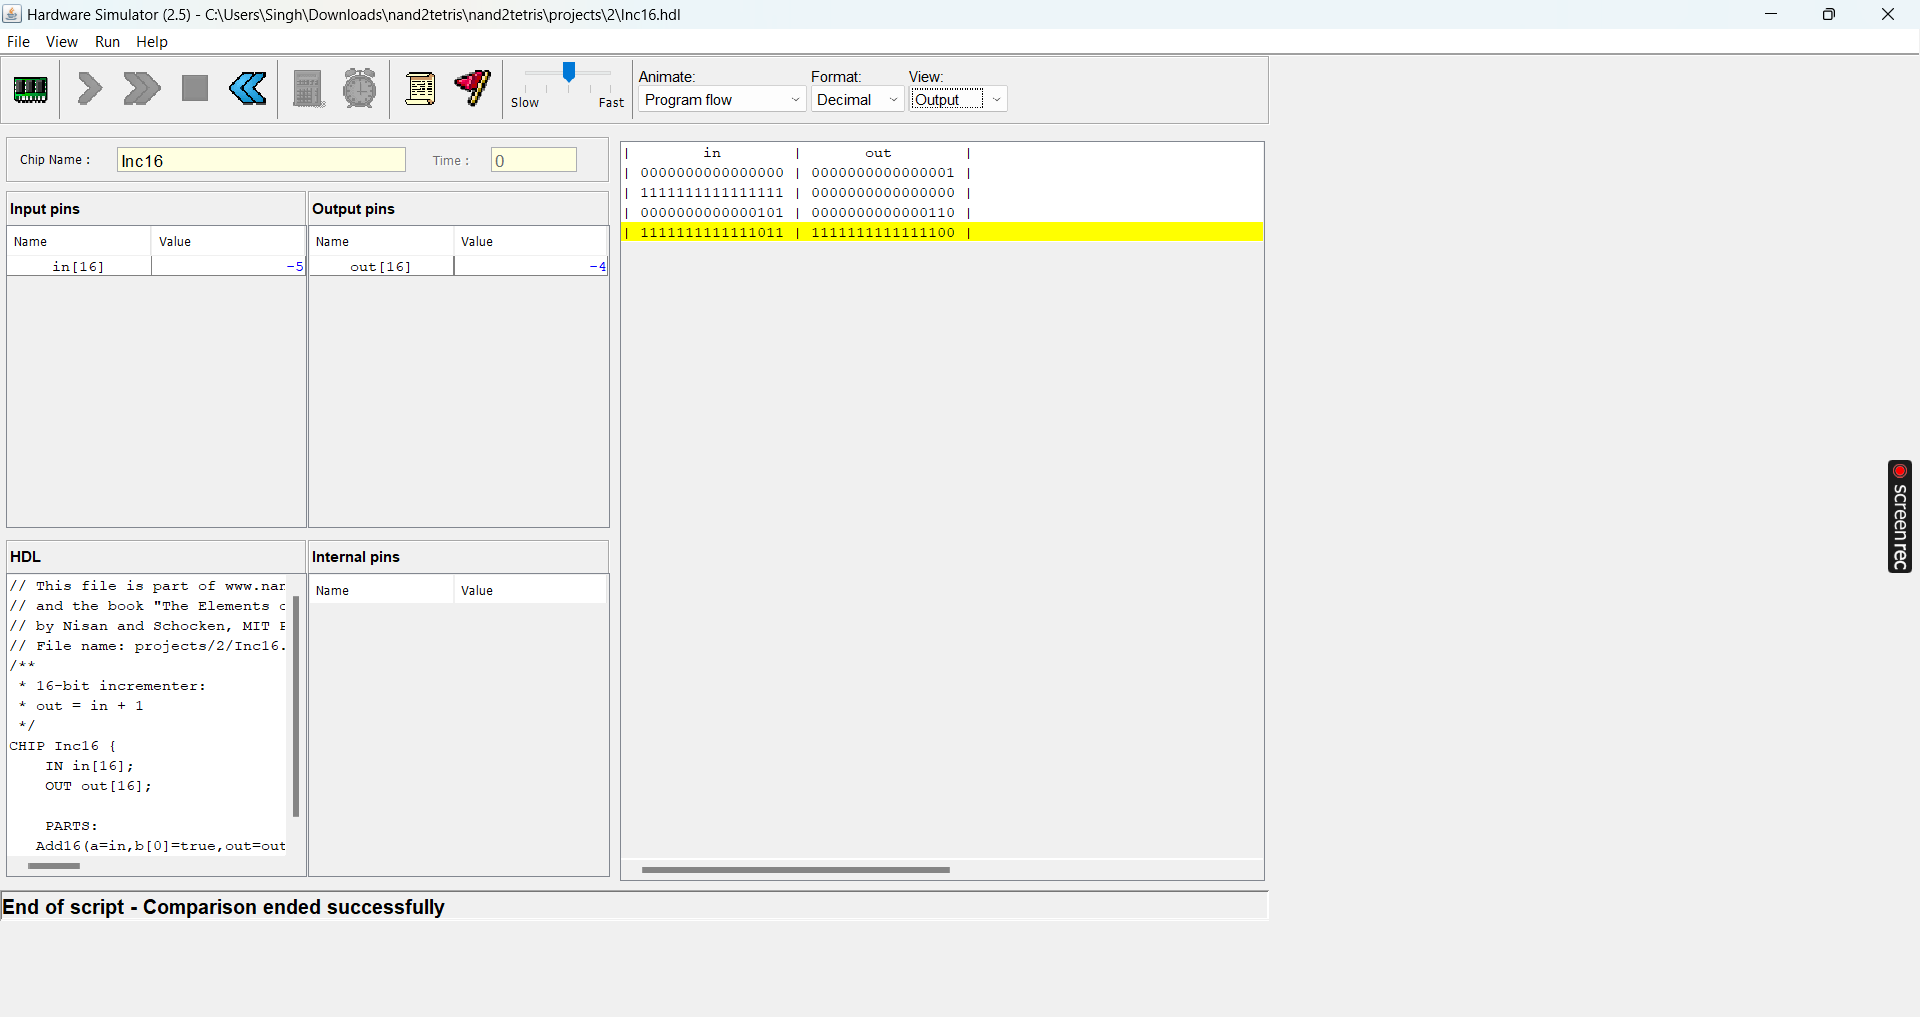 Hardware Simulator (2.5) - C:\Users\Singh\Downloads\nand2tetris\nand2tetris\projects\2\Inc16.hdl
File View Run Help
Slow Fast
Animate:
Program flow
Format:
Decimal
View:
Output
Chip Name :
Inc16
Time :
0
Input pins
Name Value
in[16] -5
Output pins
Name Value
out[16] -4
| in | out |
| 0000000000000000 | 0000000000000001 |
| 1111111111111111 | 0000000000000000 |
| 0000000000000101 | 0000000000000110 |
| 1111111111111011 | 1111111111111100 |
HDL
// This file is part of www.nan
// and the book "The Elements
// by Nisan and Schocken, MIT
// File name: projects/2/Inc16.
/**
* 16-bit incrementer:
* out = in + 1
*/
CHIP Inc16 {
IN in[16];
OUT out[16];
PARTS:
Add16(a=in,b[0]=true,out=out
Internal pins
Name Value
End of script - Comparison ended successfully
screenrec